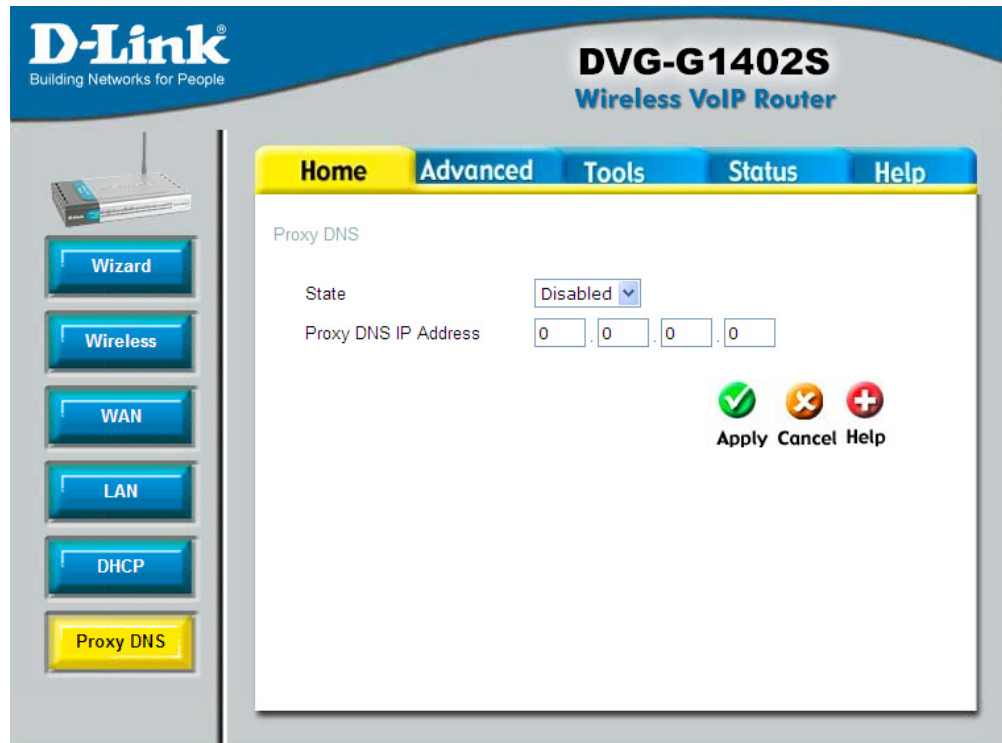 D-Link®
Building Networks for People
DVG-G1402S
Wireless VoIP Router
Home Advanced Tools Status Help
Wizard
Wireless
WAN
LAN
DHCP
Proxy DNS
Proxy DNS
State Disabled
Proxy DNS IP Address 0 . 0 . 0 . 0
Apply Cancel Help